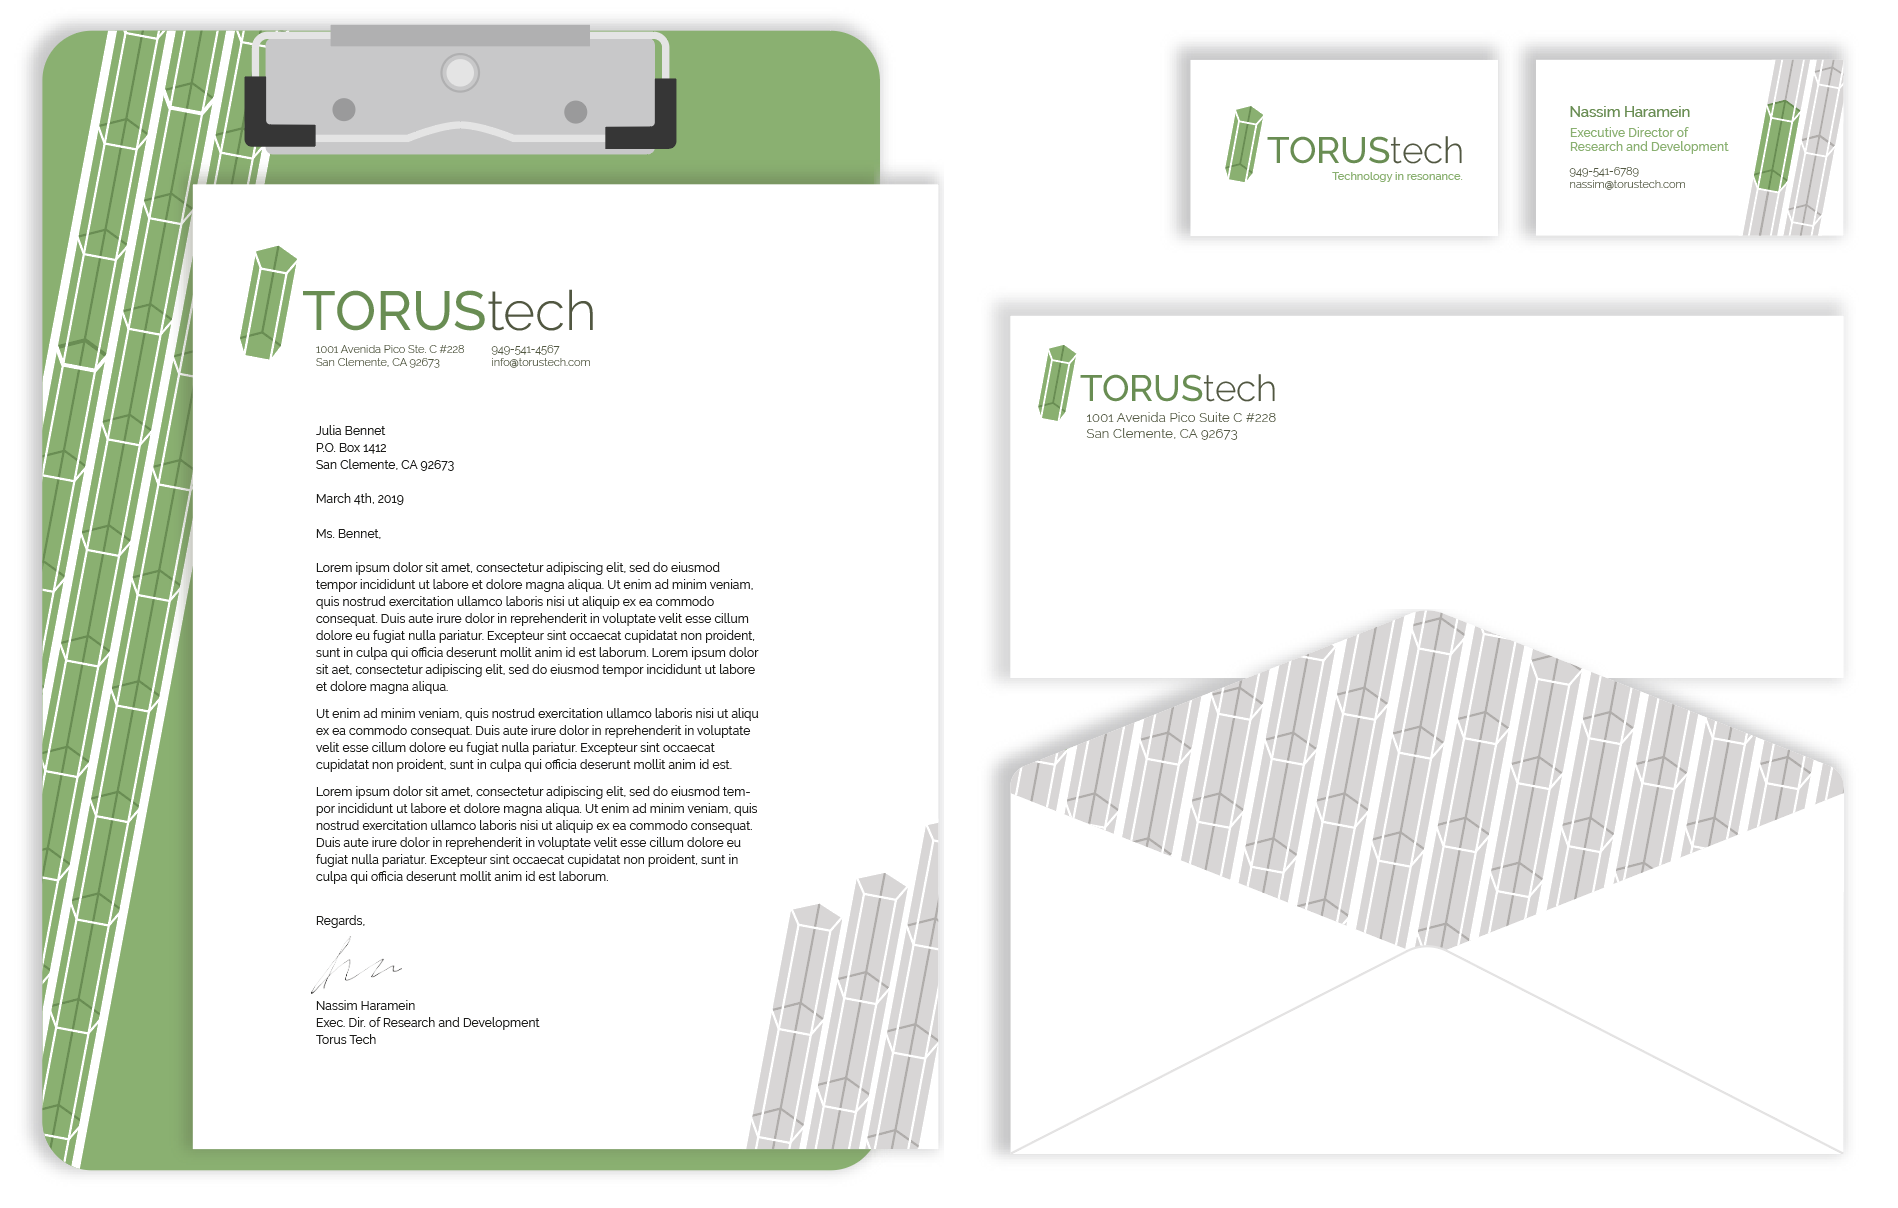 TORUStech
1001 Avenida Pico Ste. C #228 949-541-4567
San Clemente, CA 92673 info@torustech.com
Julia Bennet
P.O. Box 1412
San Clemente, CA 92673
March 4th, 2019
Ms. Bennet,
Lorem ipsum dolor sit amet, consectetur adipiscing elit, sed do eiusmod
tempor incididunt ut labore et dolore magna aliqua. Ut enim ad minim veniam,
quis nostrud exercitation ullamco laboris nisi ut aliquip ex ea commodo
consequat. Duis aute irure dolor in reprehenderit in voluptate velit esse cillum
dolore eu fugiat nulla pariatur. Excepteur sint occaecat cupidatat non proident,
sunt in culpa qui officia deserunt mollit anim id est laborum. Lorem ipsum dolor
sit aet, consectetur adipiscing elit, sed do eiusmod tempor incididunt ut labore
et dolore magna aliqua.
Ut enim ad minim veniam, quis nostrud exercitation ullamco laboris nisi ut aliqu
ex ea commodo consequat. Duis aute irure dolor in reprehenderit in voluptate
velit esse cillum dolore eu fugiat nulla pariatur. Excepteur sint occaecat
cupidatat non proident, sunt in culpa qui officia deserunt mollit anim id est.
Lorem ipsum dolor sit amet, consectetur adipiscing elit, sed do eiusmod tem-
por incididunt ut labore et dolore magna aliqua. Ut enim ad minim veniam, quis
nostrud exercitation ullamco laboris nisi ut aliquip ex ea commodo consequat.
Duis aute irure dolor in reprehenderit in voluptate velit esse cillum dolore eu
fugiat nulla pariatur. Excepteur sint occaecat cupidatat non proident, sunt in
culpa qui officia deserunt mollit anim id est laborum.
Regards,
Nassim Haramein
Exec. Dir. of Research and Development
Torus Tech
TORUStech
Technology in resonance.
Nassim Haramein
Executive Director of
Research and Development
949-541-6789
nassim@torustech.com
TORUStech
1001 Avenida Pico Suite C #228
San Clemente, CA 92673